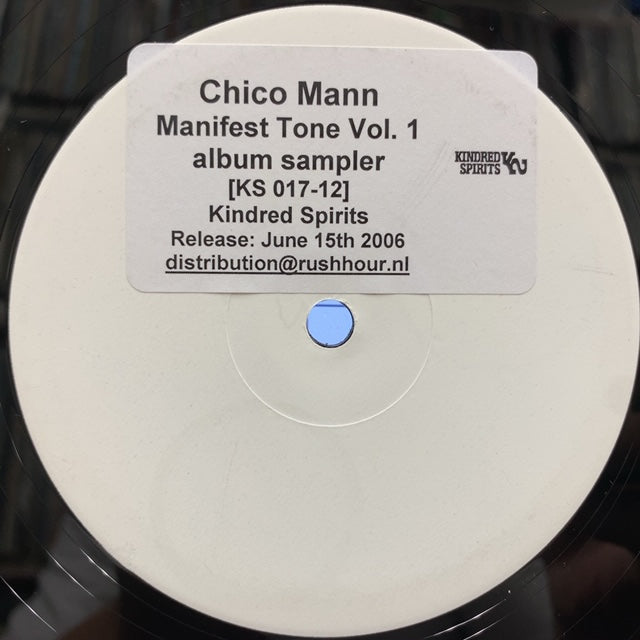 Chico Mann
Manifest Tone Vol. 1
album sampler
[KS 017-12]
Kindred Spirits
Release: June 15th 2006
distribution@rushhour.nl
KINDRED
SPIRITS